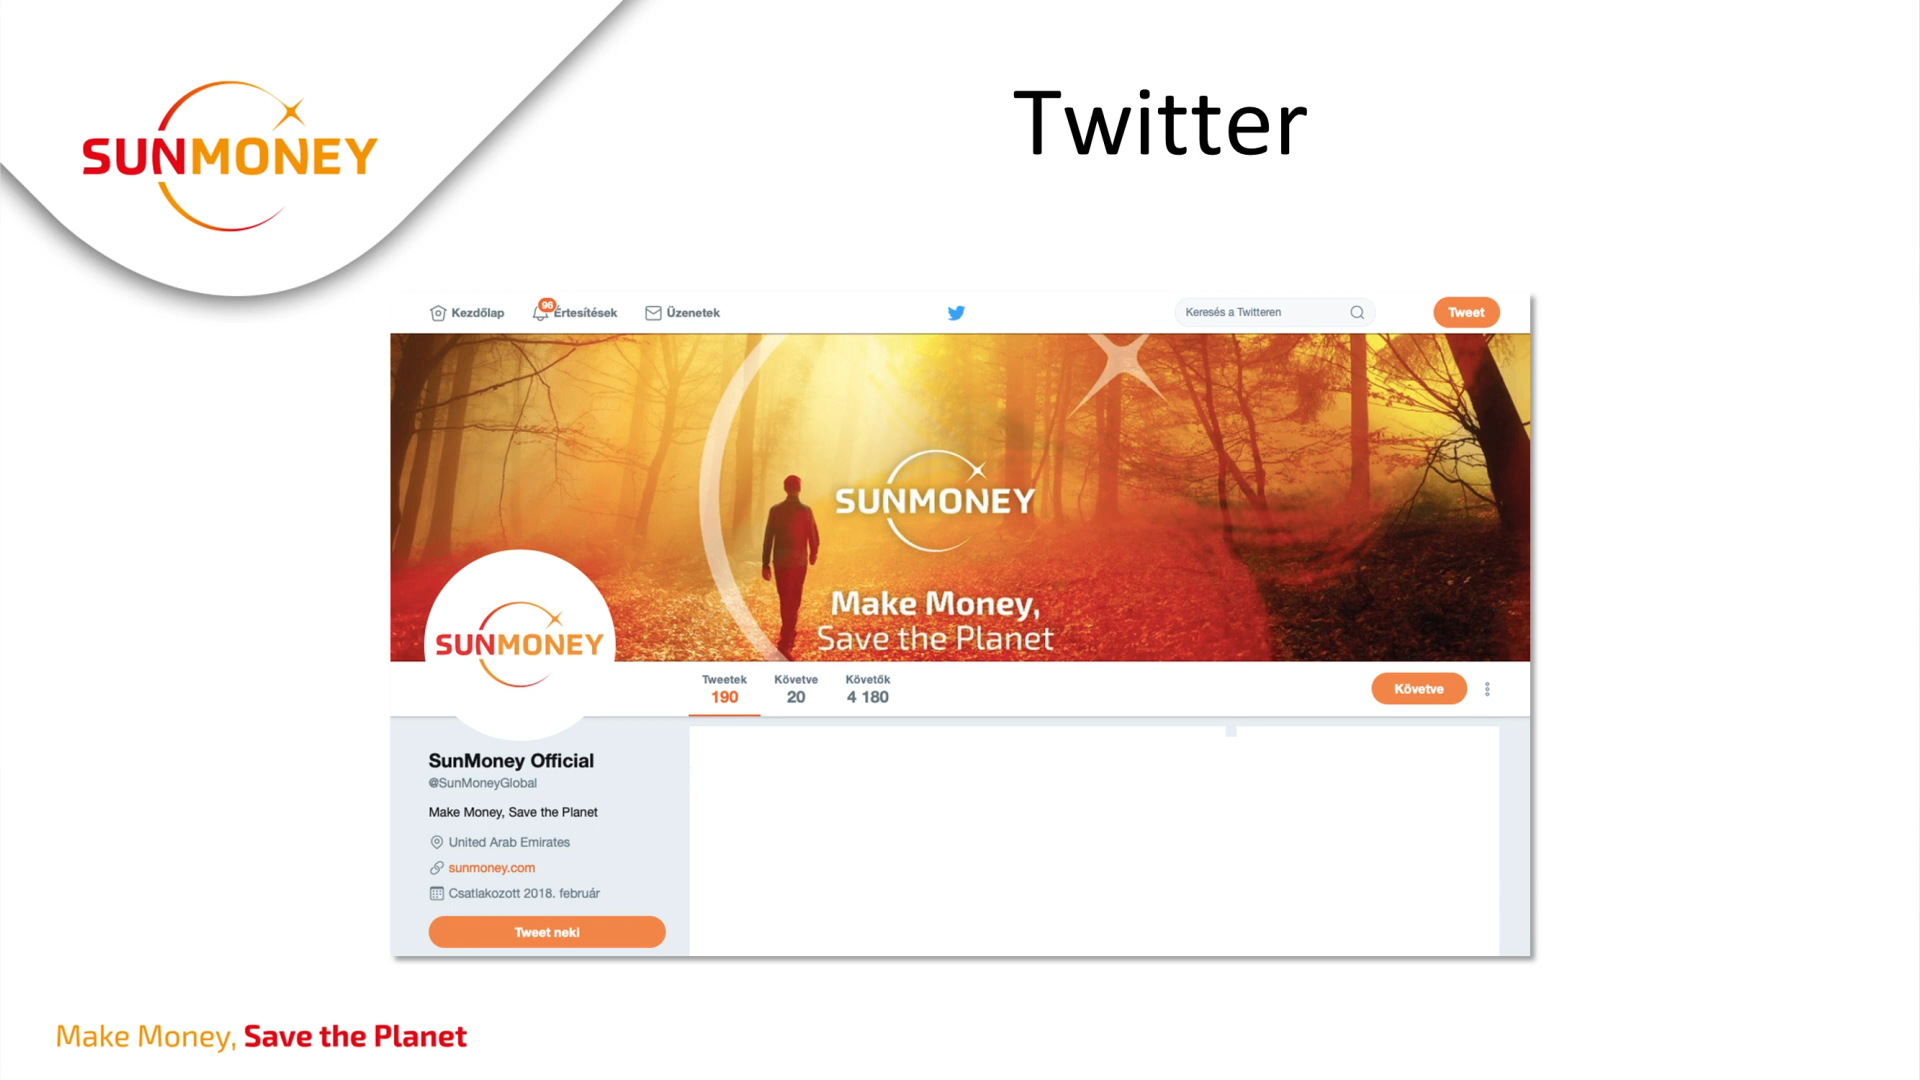 SUNMONEY
Twitter
Kezdőlap
96
Értesítések
Üzenetek
Keresés a Twitteren
Tweet
SUNMONEY
Make Money,
Save the Planet
SUNMONEY
Tweetek
190
Követve
20
Követők
4 180
Követve
SunMoney Official
@SunMoneyGlobal
Make Money, Save the Planet
United Arab Emirates
sunmoney.com
Csatlakozott 2018. február
Tweet neki
Make Money, Save the Planet